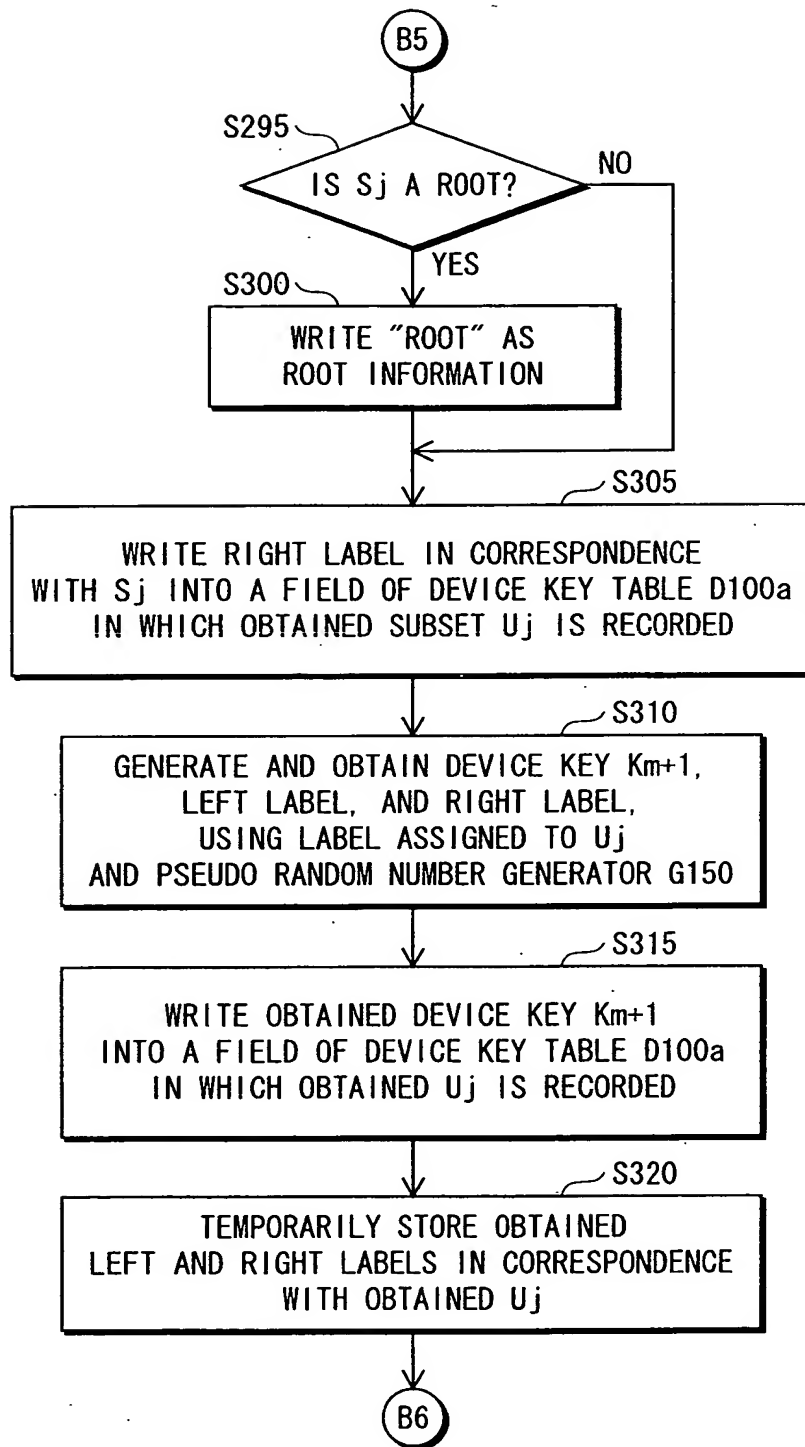 B5
S295
IS Sj A ROOT?
NO
YES
S300
WRITE "ROOT" AS
ROOT INFORMATION
S305
WRITE RIGHT LABEL IN CORRESPONDENCE
WITH Sj INTO A FIELD OF DEVICE KEY TABLE D100a
IN WHICH OBTAINED SUBSET Uj IS RECORDED
S310
GENERATE AND OBTAIN DEVICE KEY Km+1,
LEFT LABEL, AND RIGHT LABEL,
USING LABEL ASSIGNED TO Uj
AND PSEUDO RANDOM NUMBER GENERATOR G150
S315
WRITE OBTAINED DEVICE KEY Km+1
INTO A FIELD OF DEVICE KEY TABLE D100a
IN WHICH OBTAINED Uj IS RECORDED
S320
TEMPORARILY STORE OBTAINED
LEFT AND RIGHT LABELS IN CORRESPONDENCE
WITH OBTAINED Uj
B6